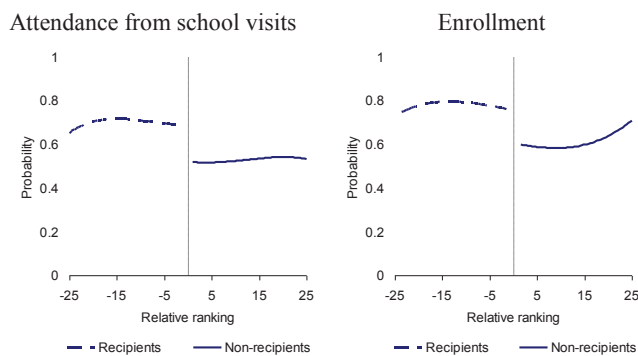 Attendance from school visits
1
0.8
0.6
0.4
0.2
0
Probability
-25 -15 -5 5 15 25
Relative ranking
Recipients Non-recipients
Enrollment
1
0.8
0.6
0.4
0.2
0
Probability
-25 -15 -5 5 15 25
Relative ranking
Recipients Non-recipients